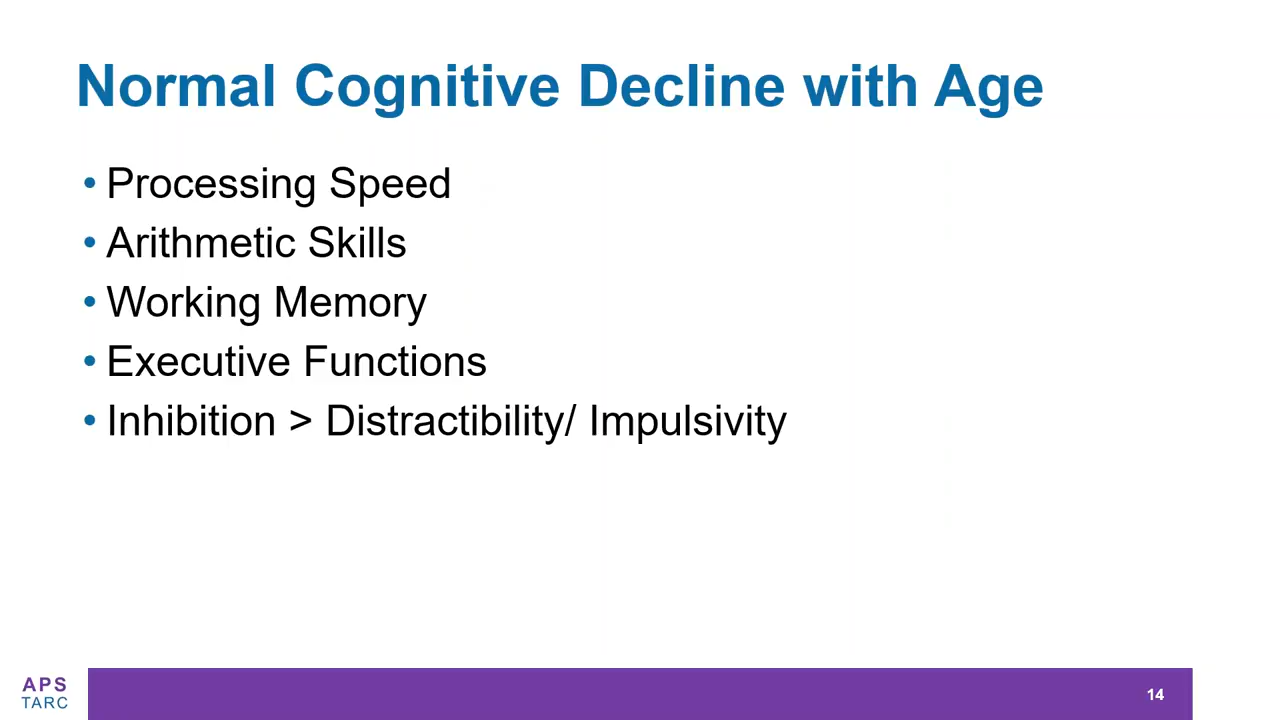 Normal Cognitive Decline with Age
• Processing Speed
• Arithmetic Skills
• Working Memory
• Executive Functions
• Inhibition > Distractibility/ Impulsivity
APS
TARC
14